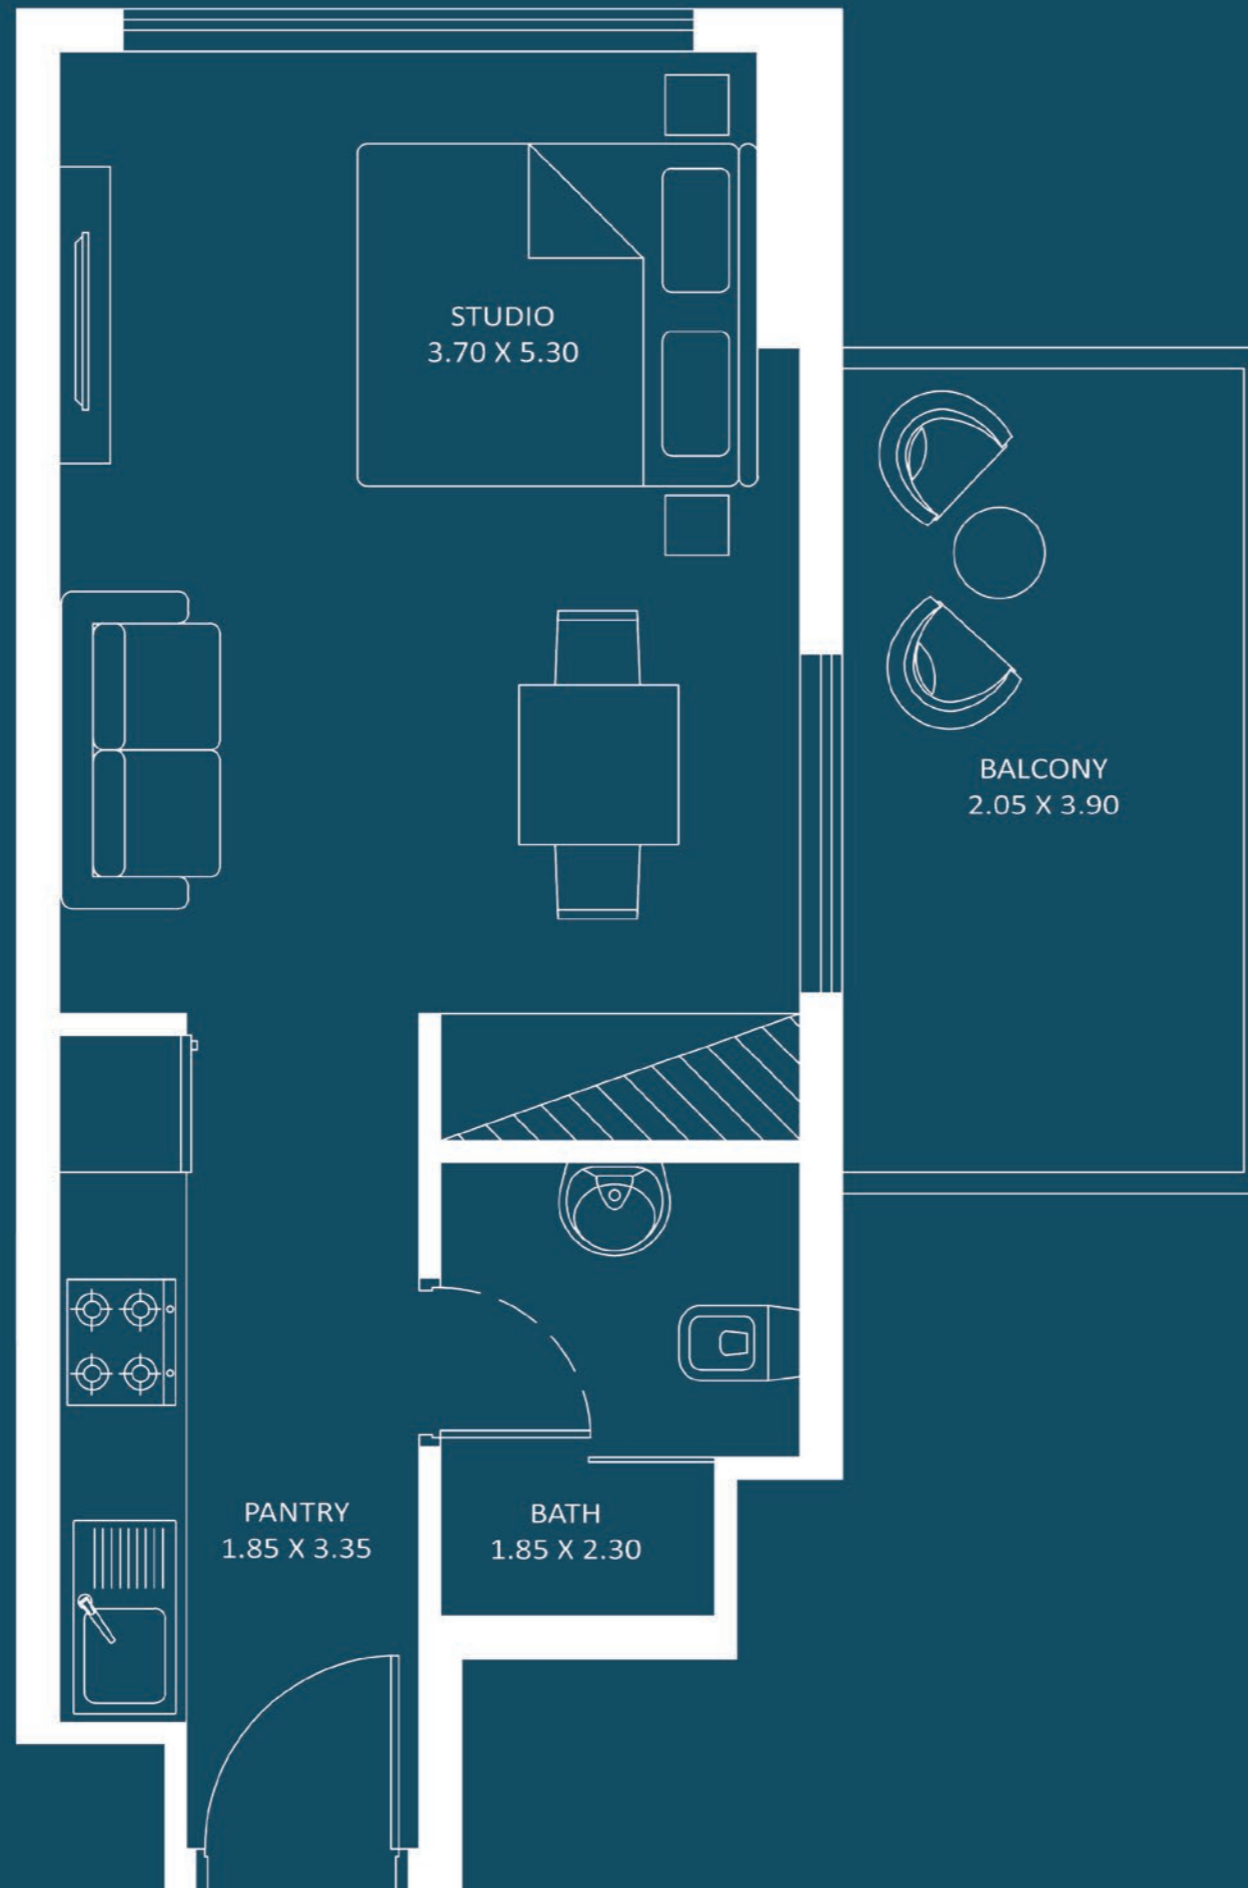 STUDIO
3.70 X 5.30
BALCONY
2.05 X 3.90
PANTRY
1.85 X 3.35
BATH
1.85 X 2.30